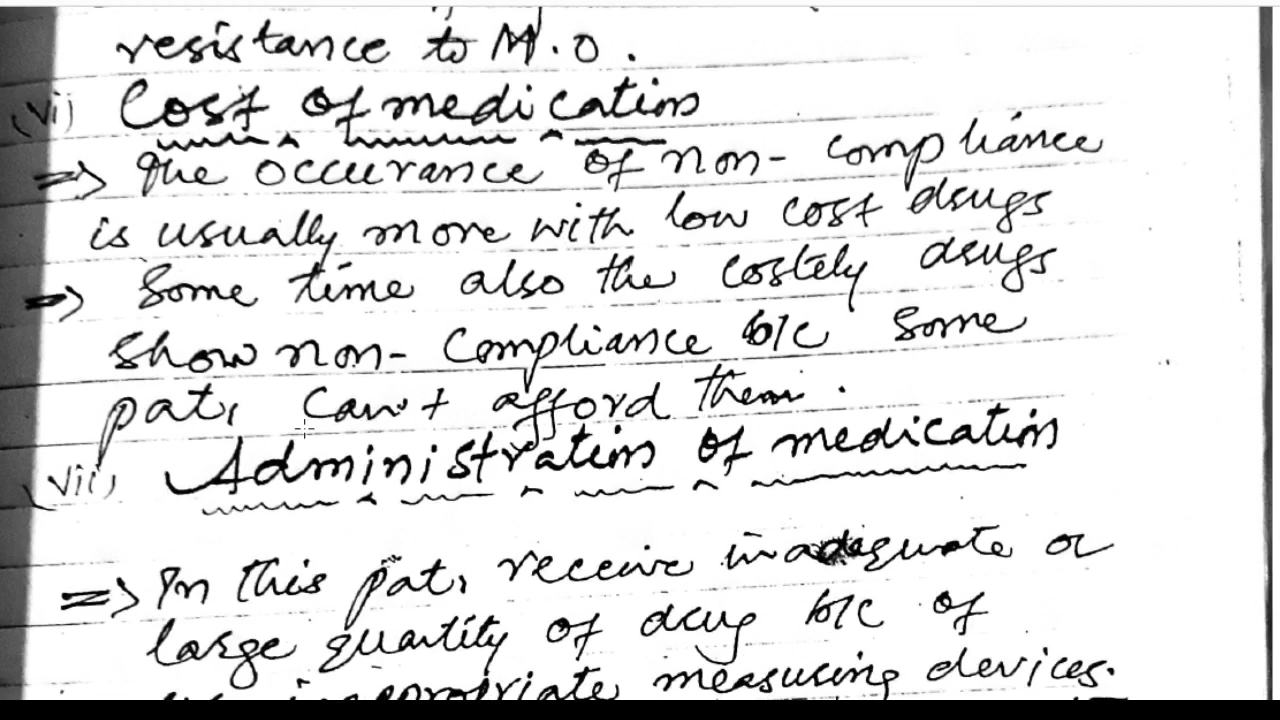 resistance to M.O.
(vi) Cost of medication
=> The occurance of non-compliance
is usually more with low cost drugs
=> Some time also the costely drugs
show non-compliance b/c some
pat. can't afford them.
(vii) Administration of medication
=> In this pat. receive inadequate or
large quantity of drug b/c of
inappropriate measuring devices.